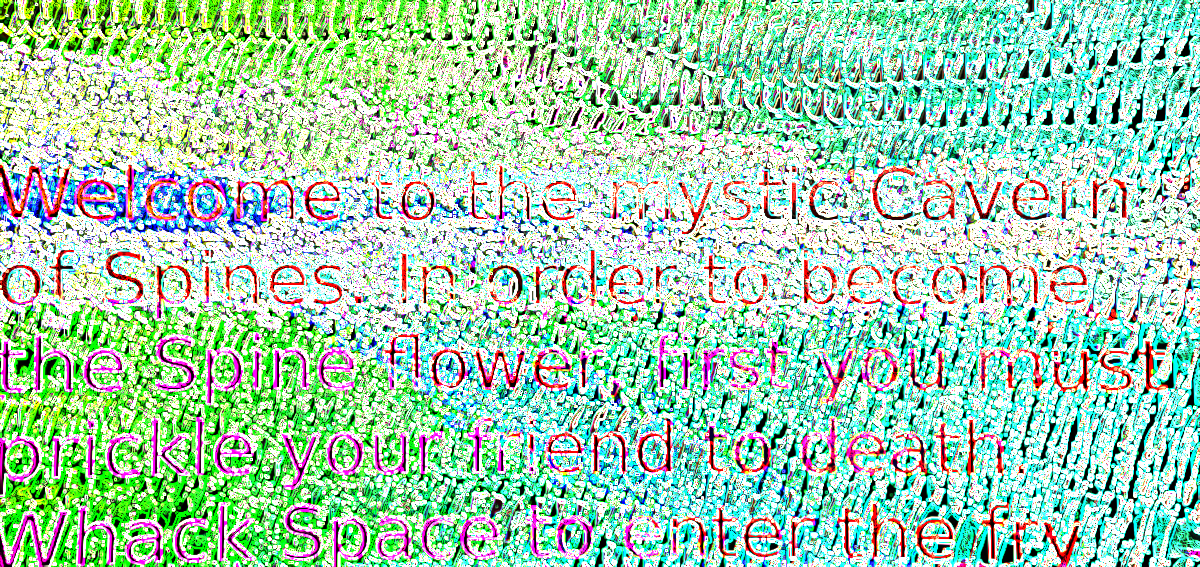 Welcome to the mystic Cavern
of Spines. In order to become
the Spine flower, first you must
prickle your friend to death.
Whack Space to enter the fry